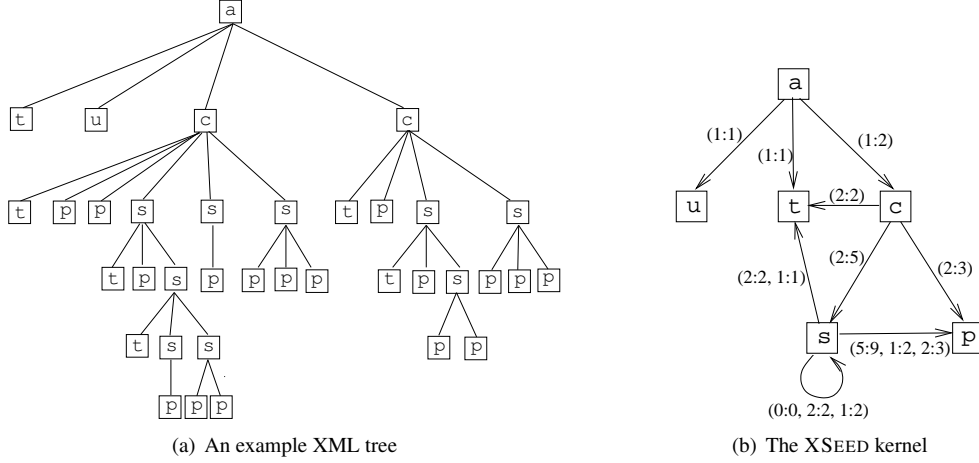 a
a
t u c c
(1:1) (1:1) (1:2)
t p p s s s t p s s
u t (2:2) c
t p s p p p p t p s p p p
(2:2, 1:1) (2:5) (2:3)
t s s p p
s (5:9, 1:2, 2:3) p
p p p
(0:0, 2:2, 1:2)
(a) An example XML tree
(b) The XSEED kernel